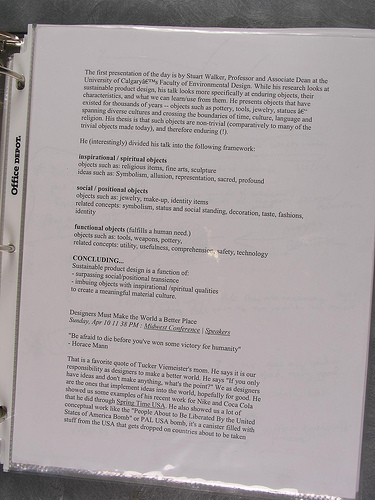 The first presentation of the day is by Stuart Walker, Professor and Associate Dean at the
University of Calgaryâ€™s Faculty of Environmental Design. While his research looks at
sustainable product design, his talk looks more specifically at enduring objects, their
characteristics, and what we can learn/use from them. He presents objects that have
existed for thousands of years -- objects such as pottery, tools, jewelry, statues â€“
spanning diverse cultures and crossing the boundaries of time, culture, language and
religion. His thesis is that such objects are non-trivial (comparatively to many of the
trivial objects made today), and therefore enduring (!).
He (interestingly) divided his talk into the following framework:
inspirational / spiritual objects
objects such as: religious items, fine arts, sculpture
ideas such as: Symbolism, allusion, representation, sacred, profound
social / positional objects
objects such as: jewelry, make-up, identity items
related concepts: symbolism, status and social standing, decoration, taste, fashions,
identity
functional objects (fulfills a human need.)
objects such as: tools, weapons, pottery,
related concepts: utility, usefulness, comprehension, safety, technology
CONCLUDING...
Sustainable product design is a function of:
- surpassing social/positional transience
- imbuing objects with inspirational /spiritual qualities
to create a meaningful material culture.
Designers Must Make the World a Better Place
Sunday, Apr 10 11:38 PM : Midwest Conference | Speakers
"Be afraid to die before you've won some victory for humanity"
- Horace Mann
That is a favorite quote of Tucker Viemeister's mom. He says it is our
responsibility as designers to make a better world. He says "If you only
have ideas and don't make anything, what's the point?" We as designers
are the ones that implement ideas into the world, hopefully for good. He
showed us some examples of his recent work for Nike and Coca Cola
that he did through Spring Time USA. He also showed us a lot of
conceptual work like the "People About to Be Liberated By the United
States of America Bomb" or PAL USA bomb, it's a canister filled with
stuff from the USA that gets dropped on countries about to be taken
Office DEPOT.